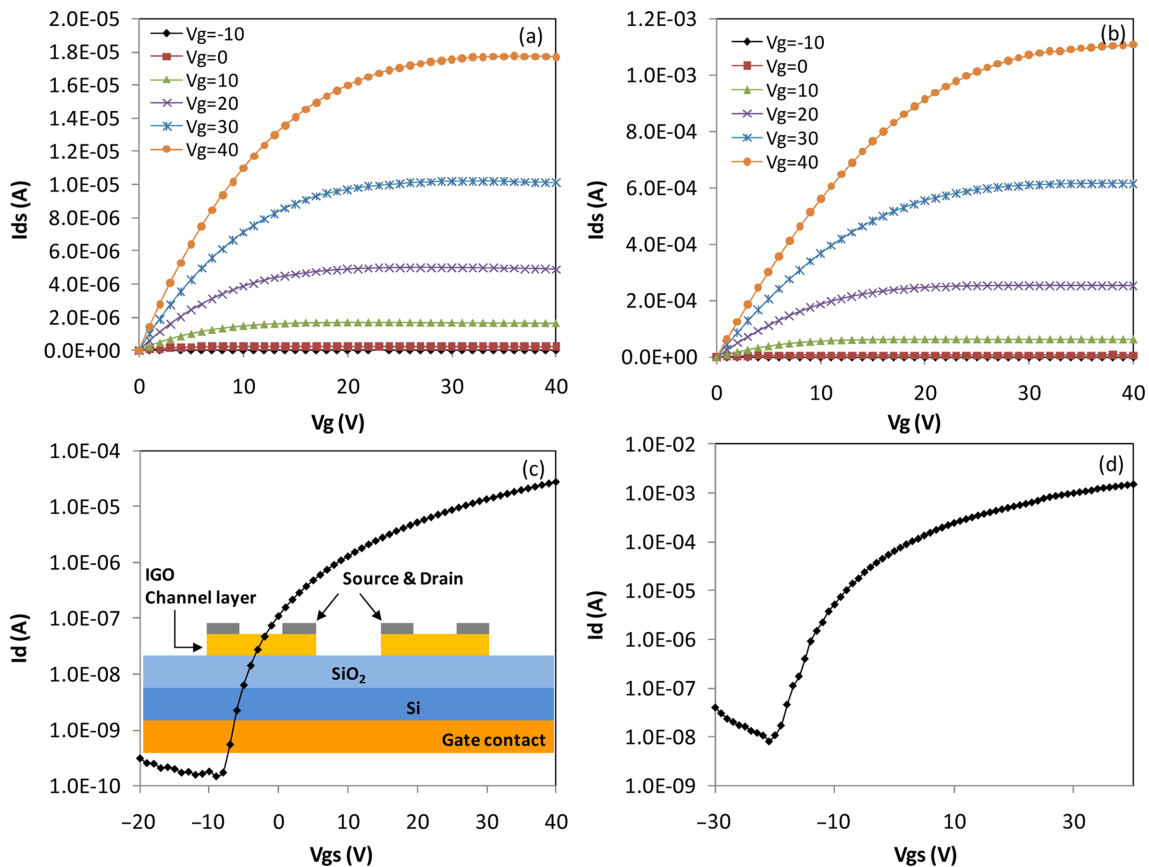 (a)
2.0E-05
1.8E-05
1.6E-05
1.4E-05
1.2E-05
1.0E-05
8.0E-06
6.0E-06
4.0E-06
2.0E-06
0.0E+00
Ids (A)
Vg=-10
Vg=0
Vg=10
Vg=20
Vg=30
Vg=40
0 10 20 30 40
Vg (V)
(b)
1.2E-03
1.0E-03
8.0E-04
6.0E-04
4.0E-04
2.0E-04
0.0E+00
Ids (A)
Vg=-10
Vg=0
Vg=10
Vg=20
Vg=30
Vg=40
0 10 20 30 40
Vg (V)
(c)
1.0E-04
1.0E-05
1.0E-06
1.0E-07
1.0E-08
1.0E-09
1.0E-10
Id (A)
IGO
Channel layer
Source & Drain
SiO₂
Si
Gate contact
−20 −10 0 10 20 30 40
Vgs (V)
(d)
1.0E-02
1.0E-03
1.0E-04
1.0E-05
1.0E-06
1.0E-07
1.0E-08
1.0E-09
Id (A)
−30 −10 10 30
Vgs (V)